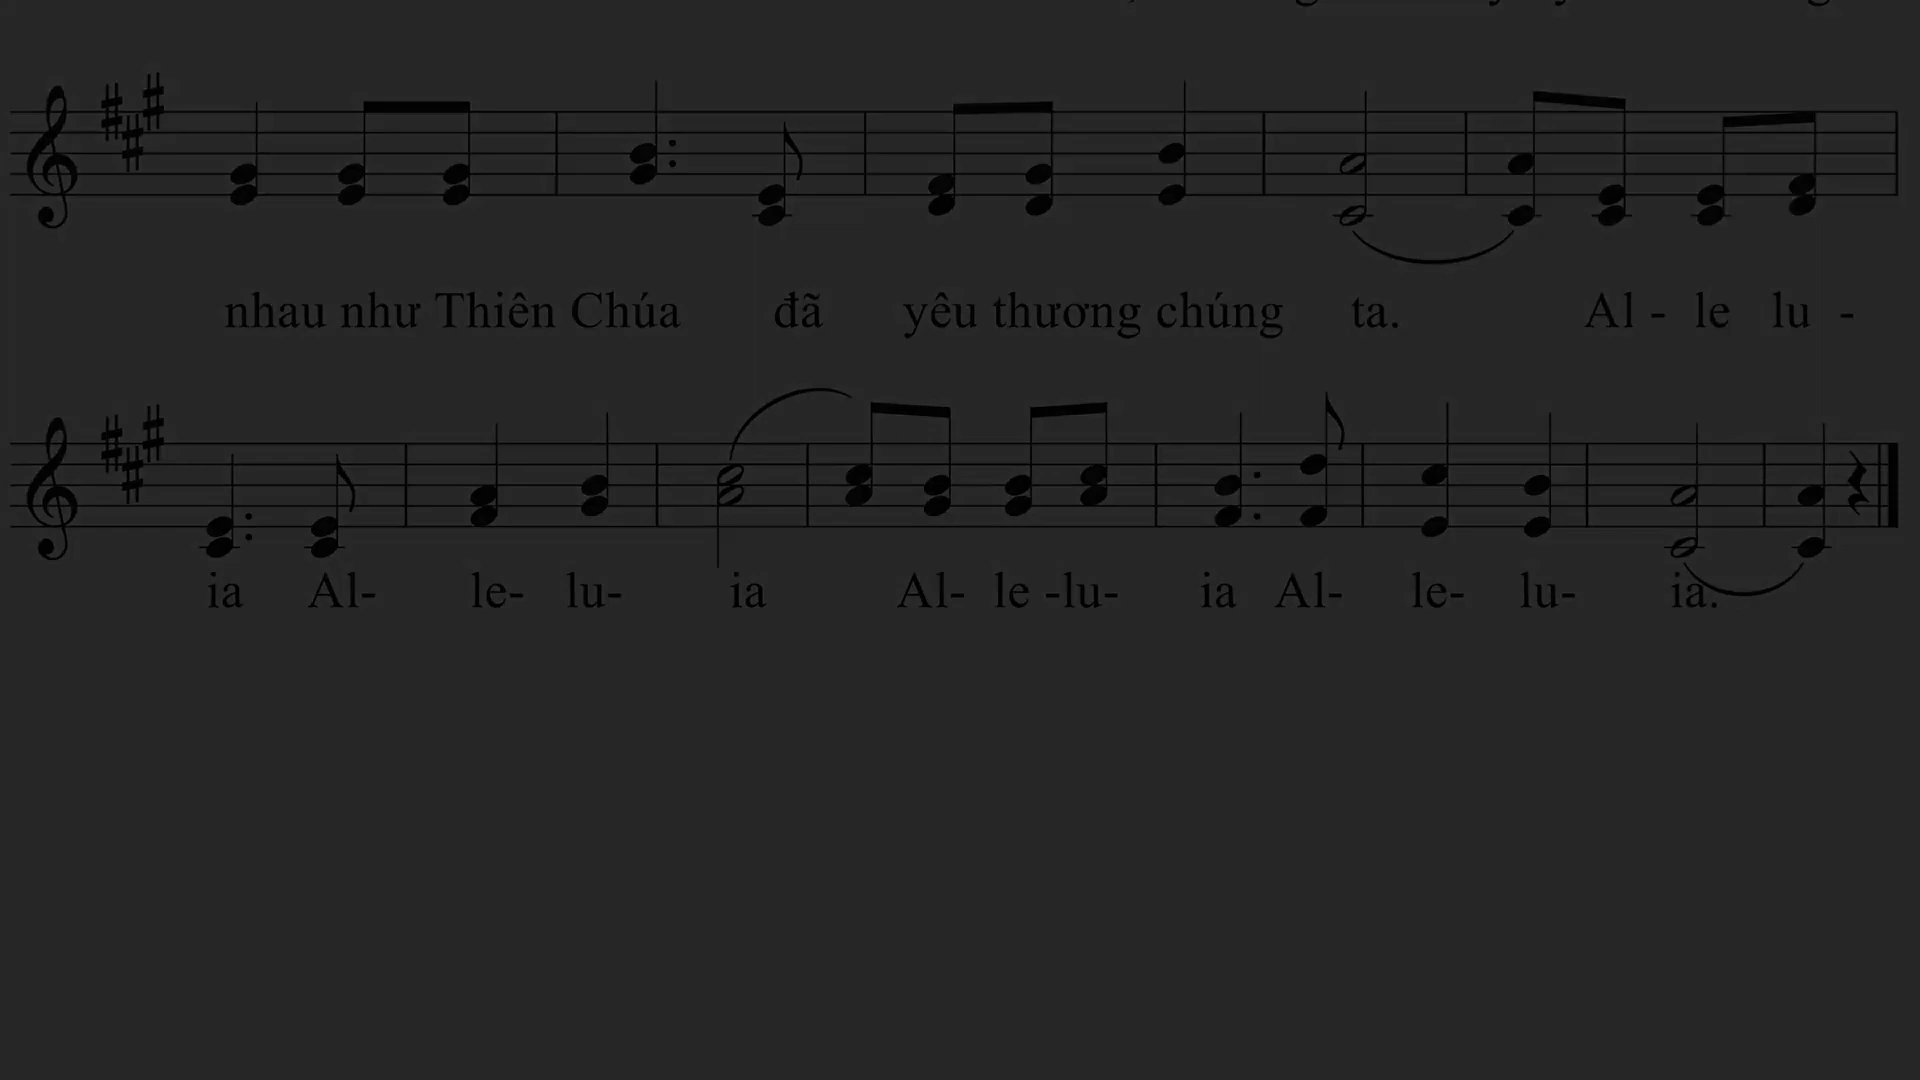 nhau như Thiên Chúa đã yêu thương chúng ta. Al - le lu -
ia Al- le- lu- ia Al- le -lu- ia Al- le- lu- ia.